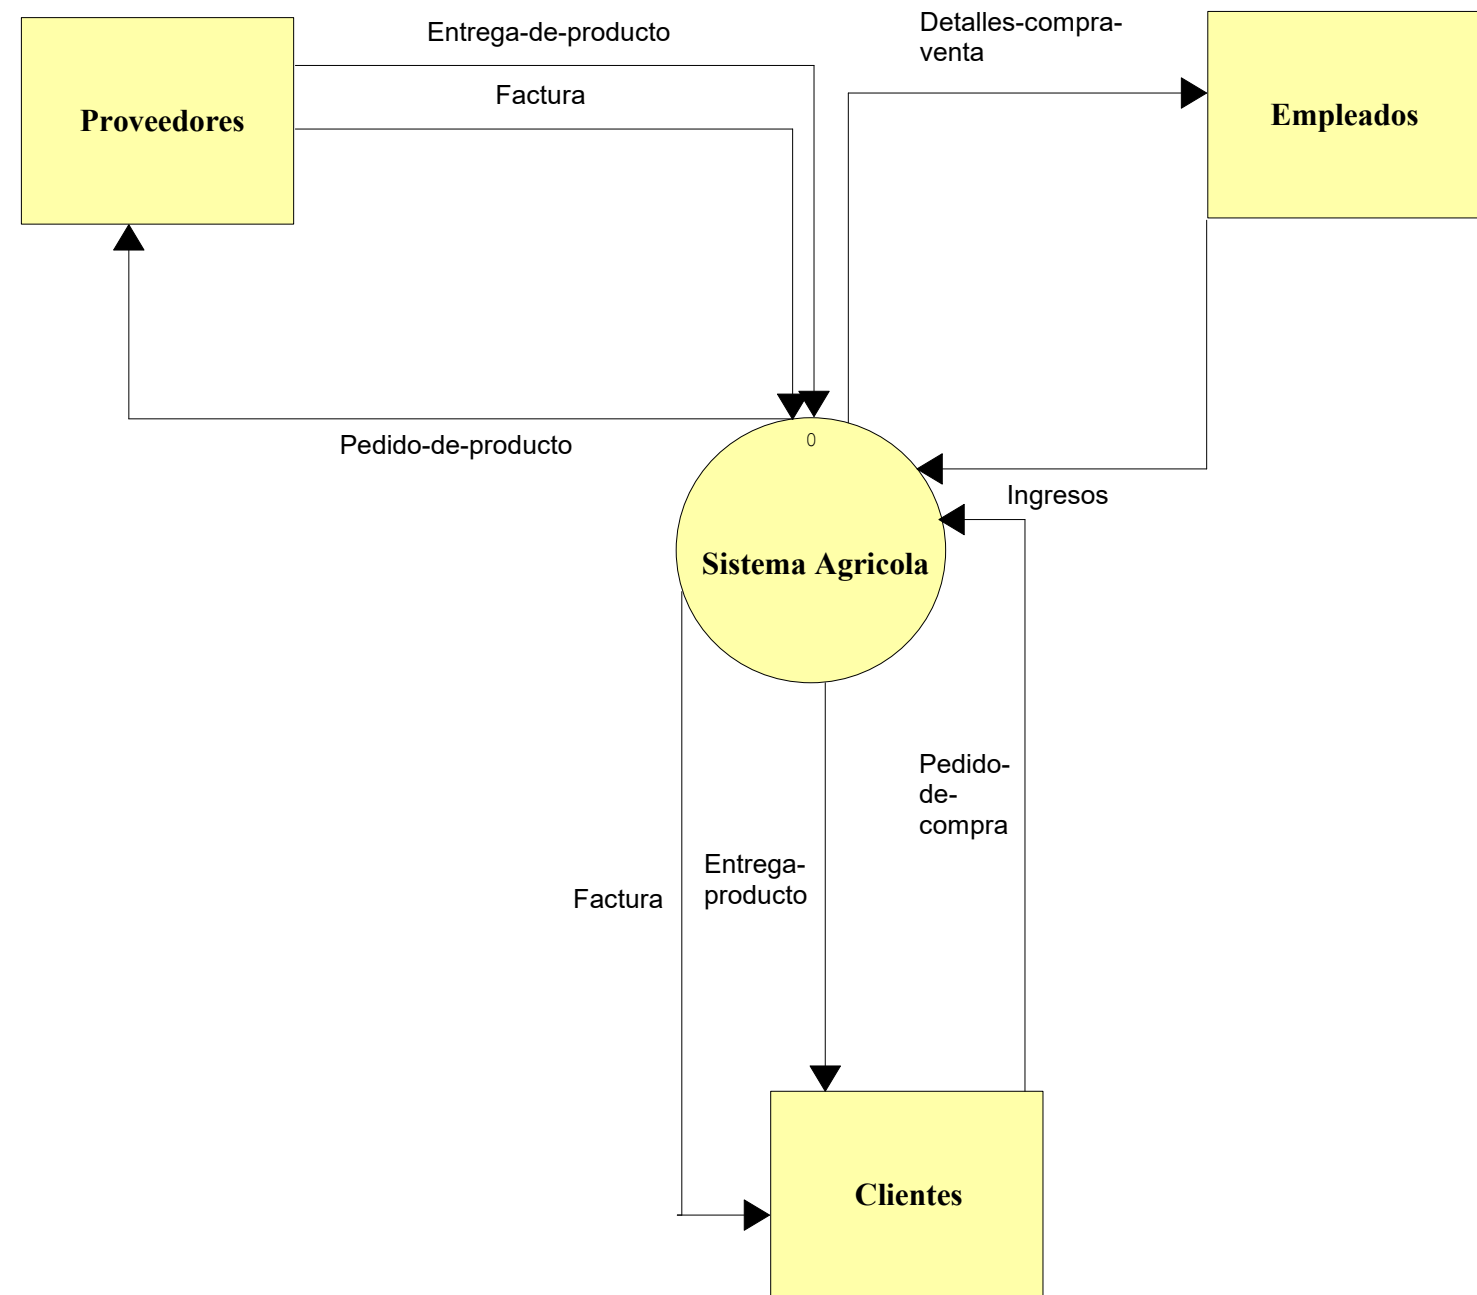 Entrega-de-producto
Detalles-compra-
venta
Factura
Proveedores
Empleados
Pedido-de-producto
0
Ingresos
Sistema Agricola
Pedido-
de-
compra
Entrega-
producto
Factura
Clientes